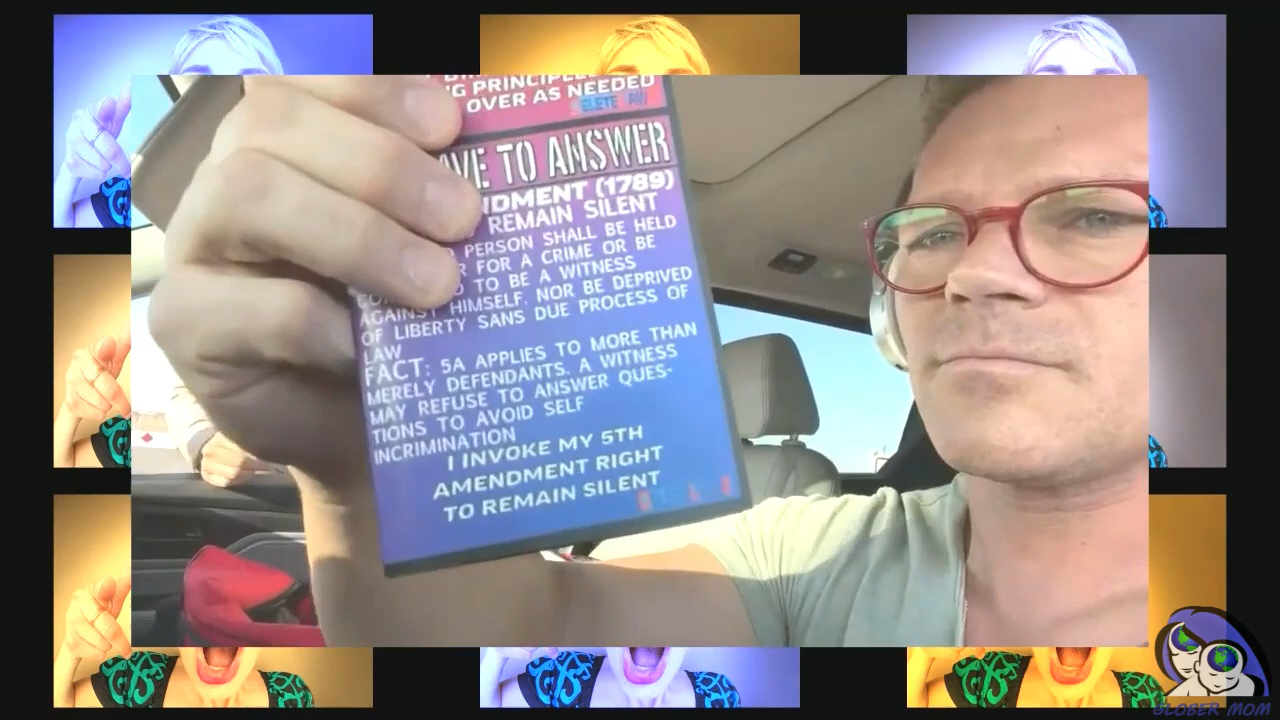 G PRINCIPLE
OVER AS NEEDED
AVE TO ANSWER
NDMENT (1789)
REMAIN SILENT
PERSON SHALL BE HELD
R FOR A CRIME OR BE
TO BE A WITNESS
AGAINST HIMSELF, NOR BE DEPRIVED
OF LIBERTY SANS DUE PROCESS OF
LAW
FACT: 5A APPLIES TO MORE THAN
MERELY DEFENDANTS. A WITNESS
MAY REFUSE TO ANSWER QUES-
TIONS TO AVOID SELF
INCRIMINATION
I INVOKE MY 5TH
AMENDMENT RIGHT
TO REMAIN SILENT
GLOBER MOM